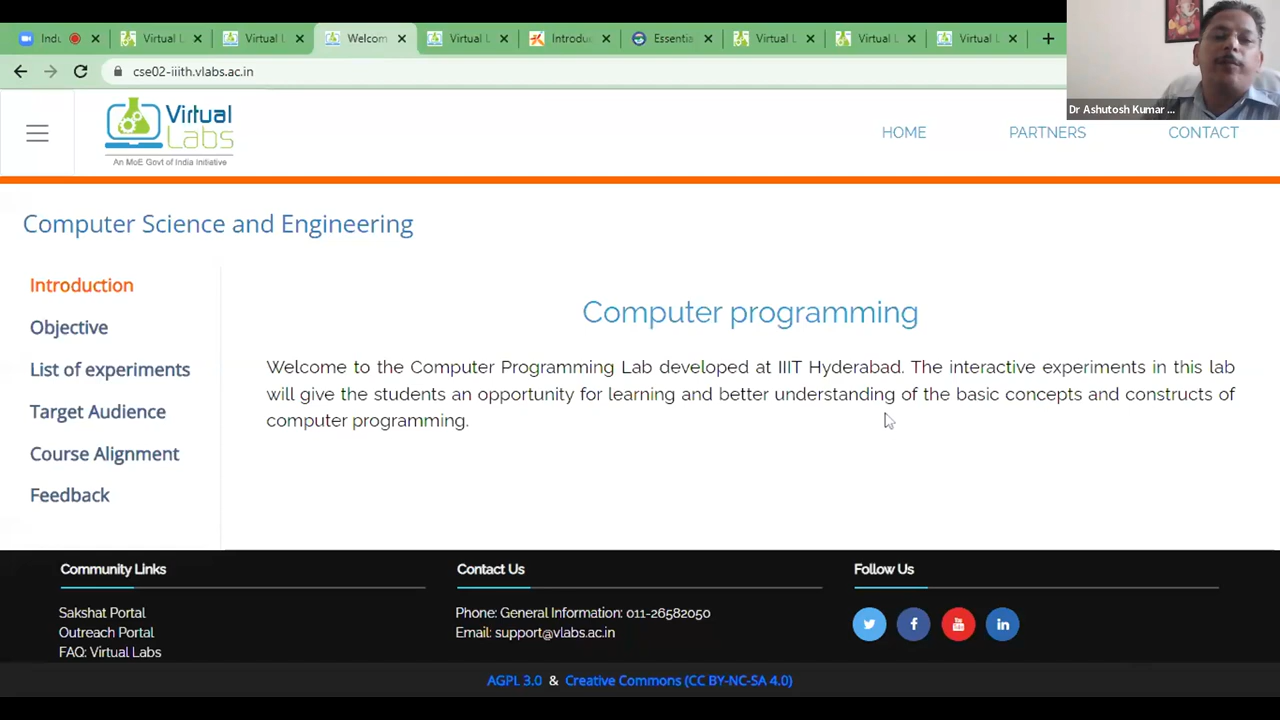 Indu
Virtual L
Virtual L
Welcom
Virtual L
Introduc
Essentia
Virtual L
Virtual L
Virtual L
cse02-iiith.vlabs.ac.in
Dr Ashutosh Kumar ...
Virtual
Labs
An MoE Govt of India Initiative
HOME
PARTNERS
CONTACT
Computer Science and Engineering
Introduction
Objective
List of experiments
Target Audience
Course Alignment
Feedback
Computer programming
Welcome to the Computer Programming Lab developed at IIIT Hyderabad. The interactive experiments in this lab
will give the students an opportunity for learning and better understanding of the basic concepts and constructs of
computer programming.
Community Links
Sakshat Portal
Outreach Portal
FAQ: Virtual Labs
Contact Us
Phone: General Information: 011-26582050
Email: support@vlabs.ac.in
Follow Us
AGPL 3.0 & Creative Commons (CC BY-NC-SA 4.0)